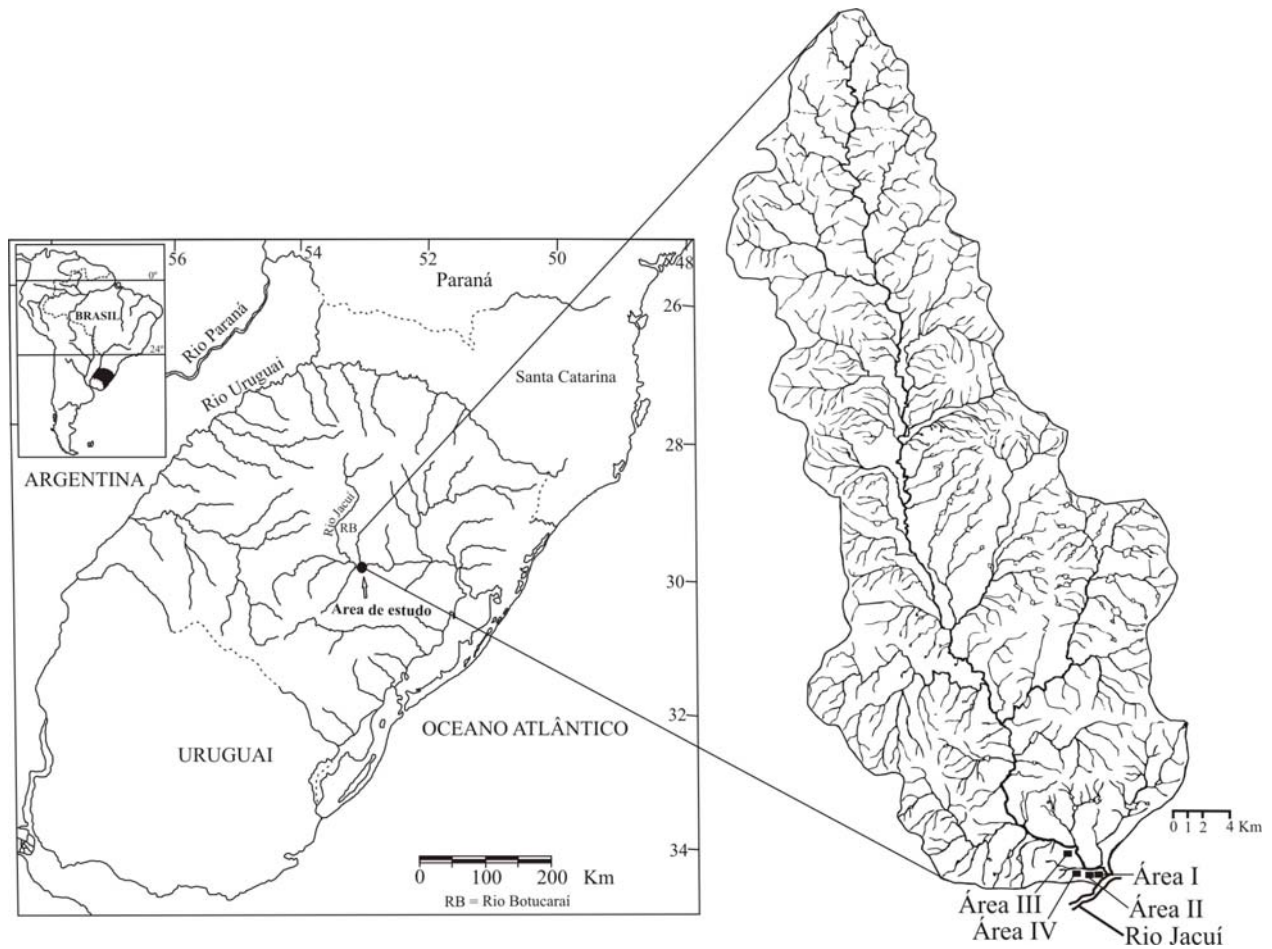 54
56
52
50
48
Paraná
0°
BRASIL
24°
Rio Paraná
26
Rio Uruguai
Santa Catarina
ARGENTINA
28
Rio Jacuí
RB
30
Área de estudo
32
OCEANO ATLÂNTICO
URUGUAI
34
0 100 200 Km
RB = Rio Botucaraí
0 1 2 4 Km
Área I
Área III
Área II
Área IV
Rio Jacuí